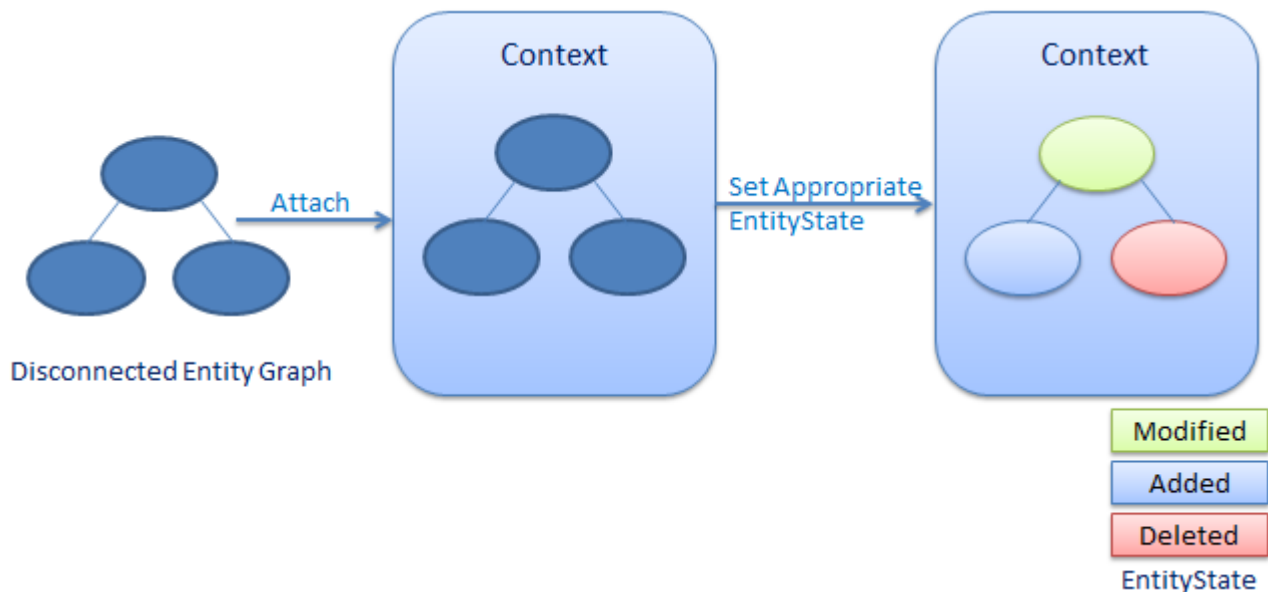 Context
Context
Attach
Set Appropriate
EntityState
Disconnected Entity Graph
Modified
Added
Deleted
EntityState